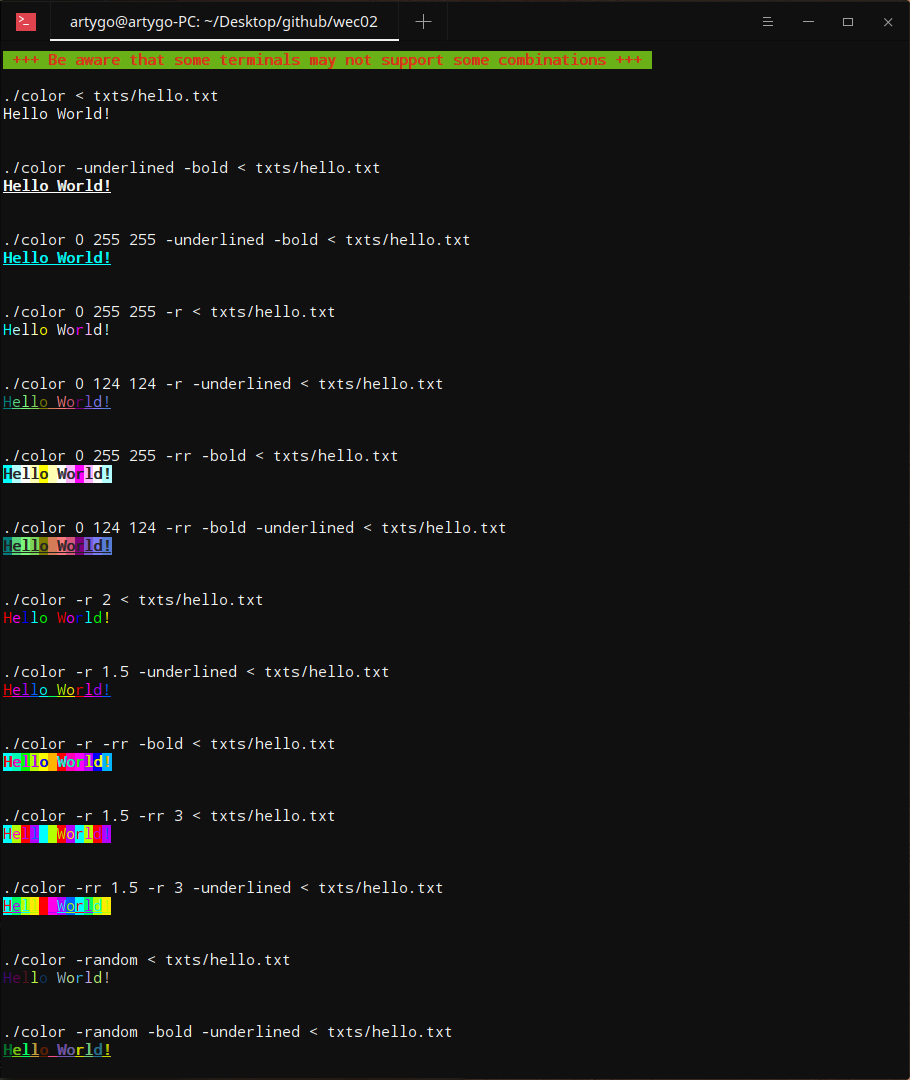 artygo@artygo-PC: ~/Desktop/github/wec02
+++ Be aware that some terminals may not support some combinations +++
./color < txts/hello.txt
Hello World!
./color -underlined -bold < txts/hello.txt
Hello World!
./color 0 255 255 -underlined -bold < txts/hello.txt
Hello World!
./color 0 255 255 -r < txts/hello.txt
Hello World!
./color 0 124 124 -r -underlined < txts/hello.txt
Hello World!
./color 0 255 255 -rr -bold < txts/hello.txt
Hello World!
./color 0 124 124 -rr -bold -underlined < txts/hello.txt
Hello World!
./color -r 2 < txts/hello.txt
Hello World!
./color -r 1.5 -underlined < txts/hello.txt
Hello World!
./color -r -rr -bold < txts/hello.txt
Hello World!
./color -r 1.5 -rr 3 < txts/hello.txt
Hello World!
./color -rr 1.5 -r 3 -underlined < txts/hello.txt
Hello World!
./color -random < txts/hello.txt
Hello World!
./color -random -bold -underlined < txts/hello.txt
Hello World!